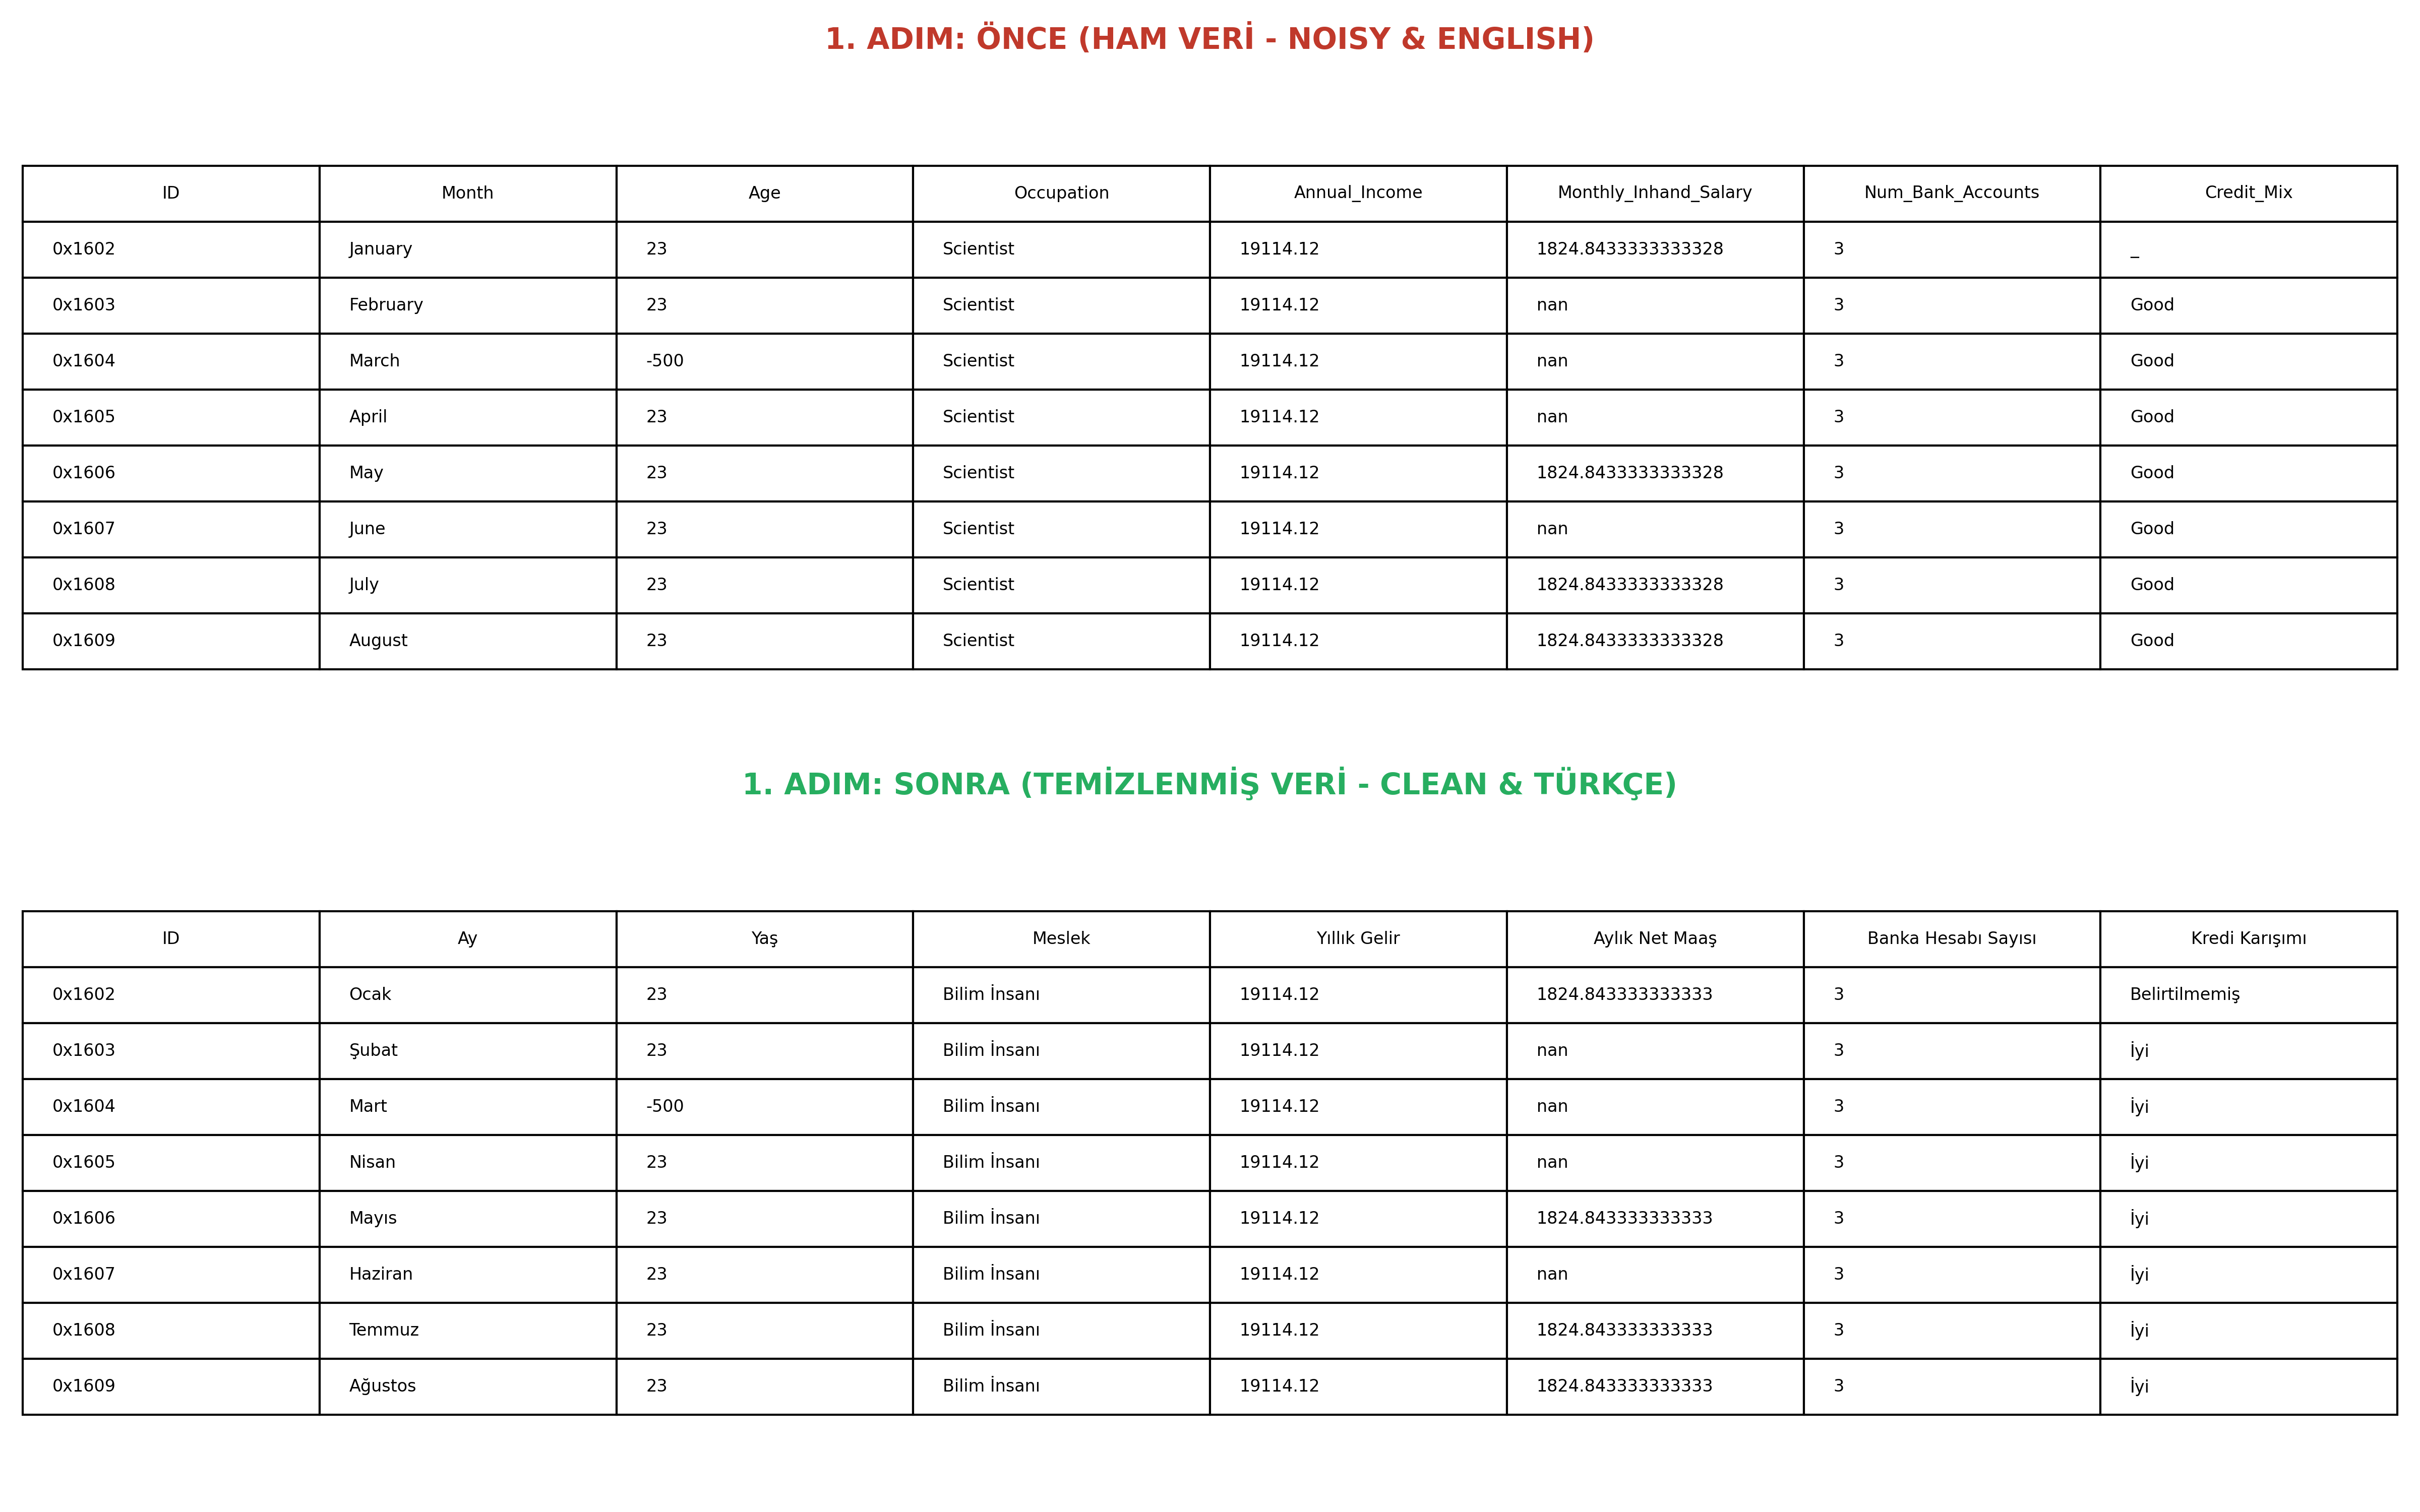 1. ADIM: ÖNCE (HAM VERİ - NOISY & ENGLISH)
ID Month Age Occupation Annual_Income Monthly_Inhand_Salary Num_Bank_Accounts Credit_Mix
0x1602 January 23 Scientist 19114.12 1824.8433333333328 3 _
0x1603 February 23 Scientist 19114.12 nan 3 Good
0x1604 March -500 Scientist 19114.12 nan 3 Good
0x1605 April 23 Scientist 19114.12 nan 3 Good
0x1606 May 23 Scientist 19114.12 1824.8433333333328 3 Good
0x1607 June 23 Scientist 19114.12 nan 3 Good
0x1608 July 23 Scientist 19114.12 1824.8433333333328 3 Good
0x1609 August 23 Scientist 19114.12 1824.8433333333328 3 Good
1. ADIM: SONRA (TEMİZLENMİŞ VERİ - CLEAN & TÜRKÇE)
ID Ay Yaş Meslek Yıllık Gelir Aylık Net Maaş Banka Hesabı Sayısı Kredi Karışımı
0x1602 Ocak 23 Bilim İnsanı 19114.12 1824.843333333333 3 Belirtilmemiş
0x1603 Şubat 23 Bilim İnsanı 19114.12 nan 3 İyi
0x1604 Mart -500 Bilim İnsanı 19114.12 nan 3 İyi
0x1605 Nisan 23 Bilim İnsanı 19114.12 nan 3 İyi
0x1606 Mayıs 23 Bilim İnsanı 19114.12 1824.843333333333 3 İyi
0x1607 Haziran 23 Bilim İnsanı 19114.12 nan 3 İyi
0x1608 Temmuz 23 Bilim İnsanı 19114.12 1824.843333333333 3 İyi
0x1609 Ağustos 23 Bilim İnsanı 19114.12 1824.843333333333 3 İyi